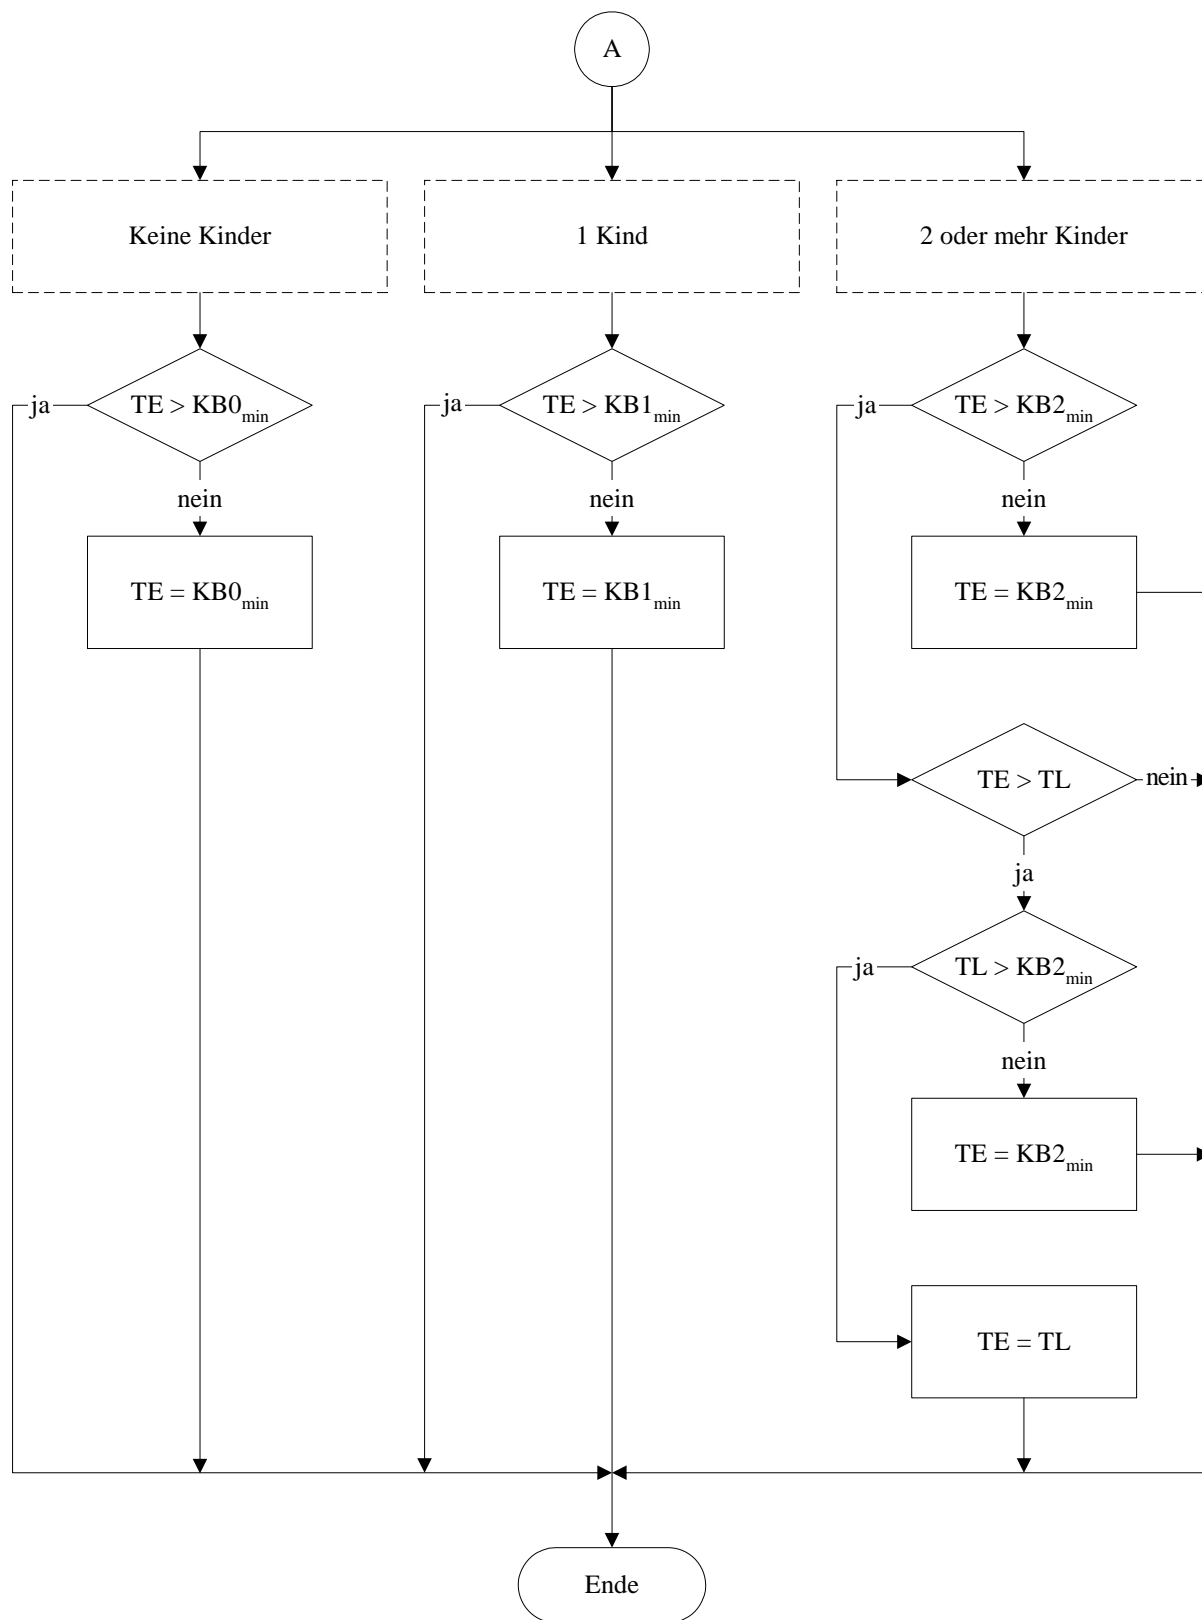 A
Keine Kinder
1 Kind
2 oder mehr Kinder
ja
TE > KB0min
ja
TE > KB1min
ja
TE > KB2min
nein
nein
nein
TE = KB0min
TE = KB1min
TE = KB2min
TE > TL
nein
ja
ja
TL > KB2min
nein
TE = KB2min
TE = TL
Ende